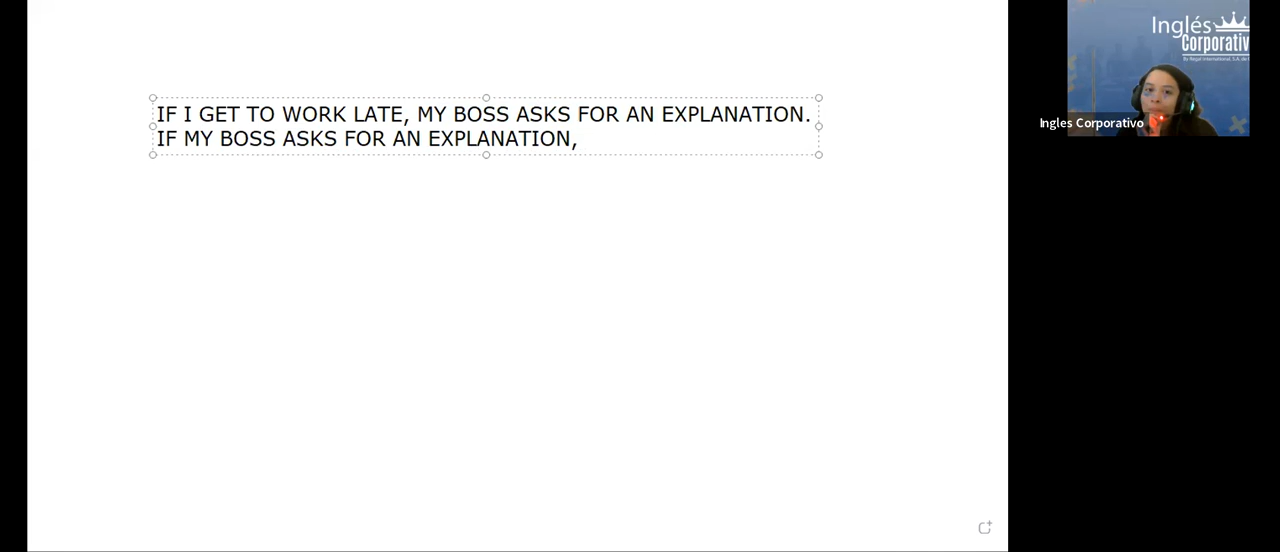 IF I GET TO WORK LATE, MY BOSS ASKS FOR AN EXPLANATION.
IF MY BOSS ASKS FOR AN EXPLANATION,
Inglés
Corporativ
Ingles Corporativo